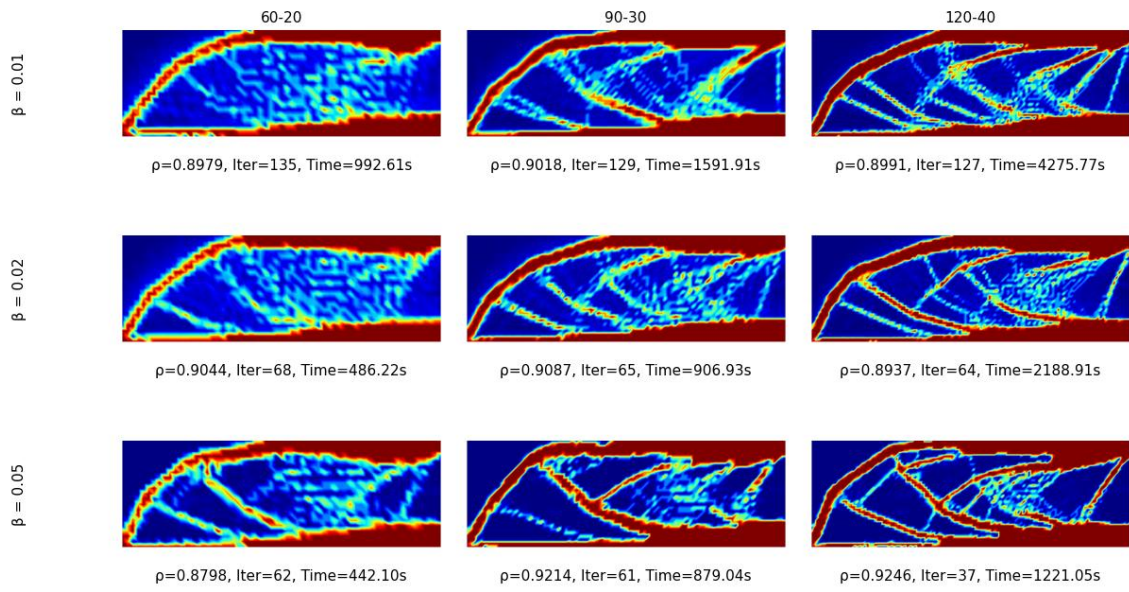 60-20 90-30 120-40
β = 0.01
ρ=0.8979, Iter=135, Time=992.61s ρ=0.9018, Iter=129, Time=1591.91s ρ=0.8991, Iter=127, Time=4275.77s
β = 0.02
ρ=0.9044, Iter=68, Time=486.22s ρ=0.9087, Iter=65, Time=906.93s ρ=0.8937, Iter=64, Time=2188.91s
β = 0.05
ρ=0.8798, Iter=62, Time=442.10s ρ=0.9214, Iter=61, Time=879.04s ρ=0.9246, Iter=37, Time=1221.05s